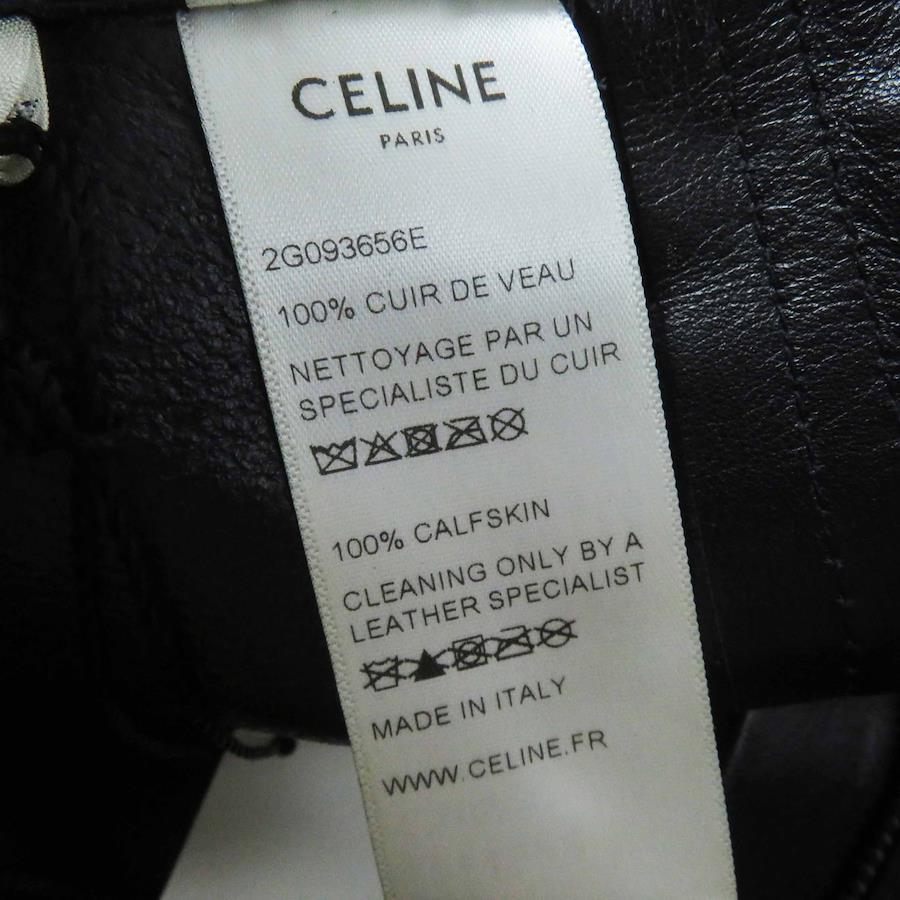 CELINE
PARIS
2G093656E
100% CUIR DE VEAU
NETTOYAGE PAR UN
SPECIALISTE DU CUIR
100% CALFSKIN
CLEANING ONLY BY A
LEATHER SPECIALIST
MADE IN ITALY
WWW.CELINE.FR